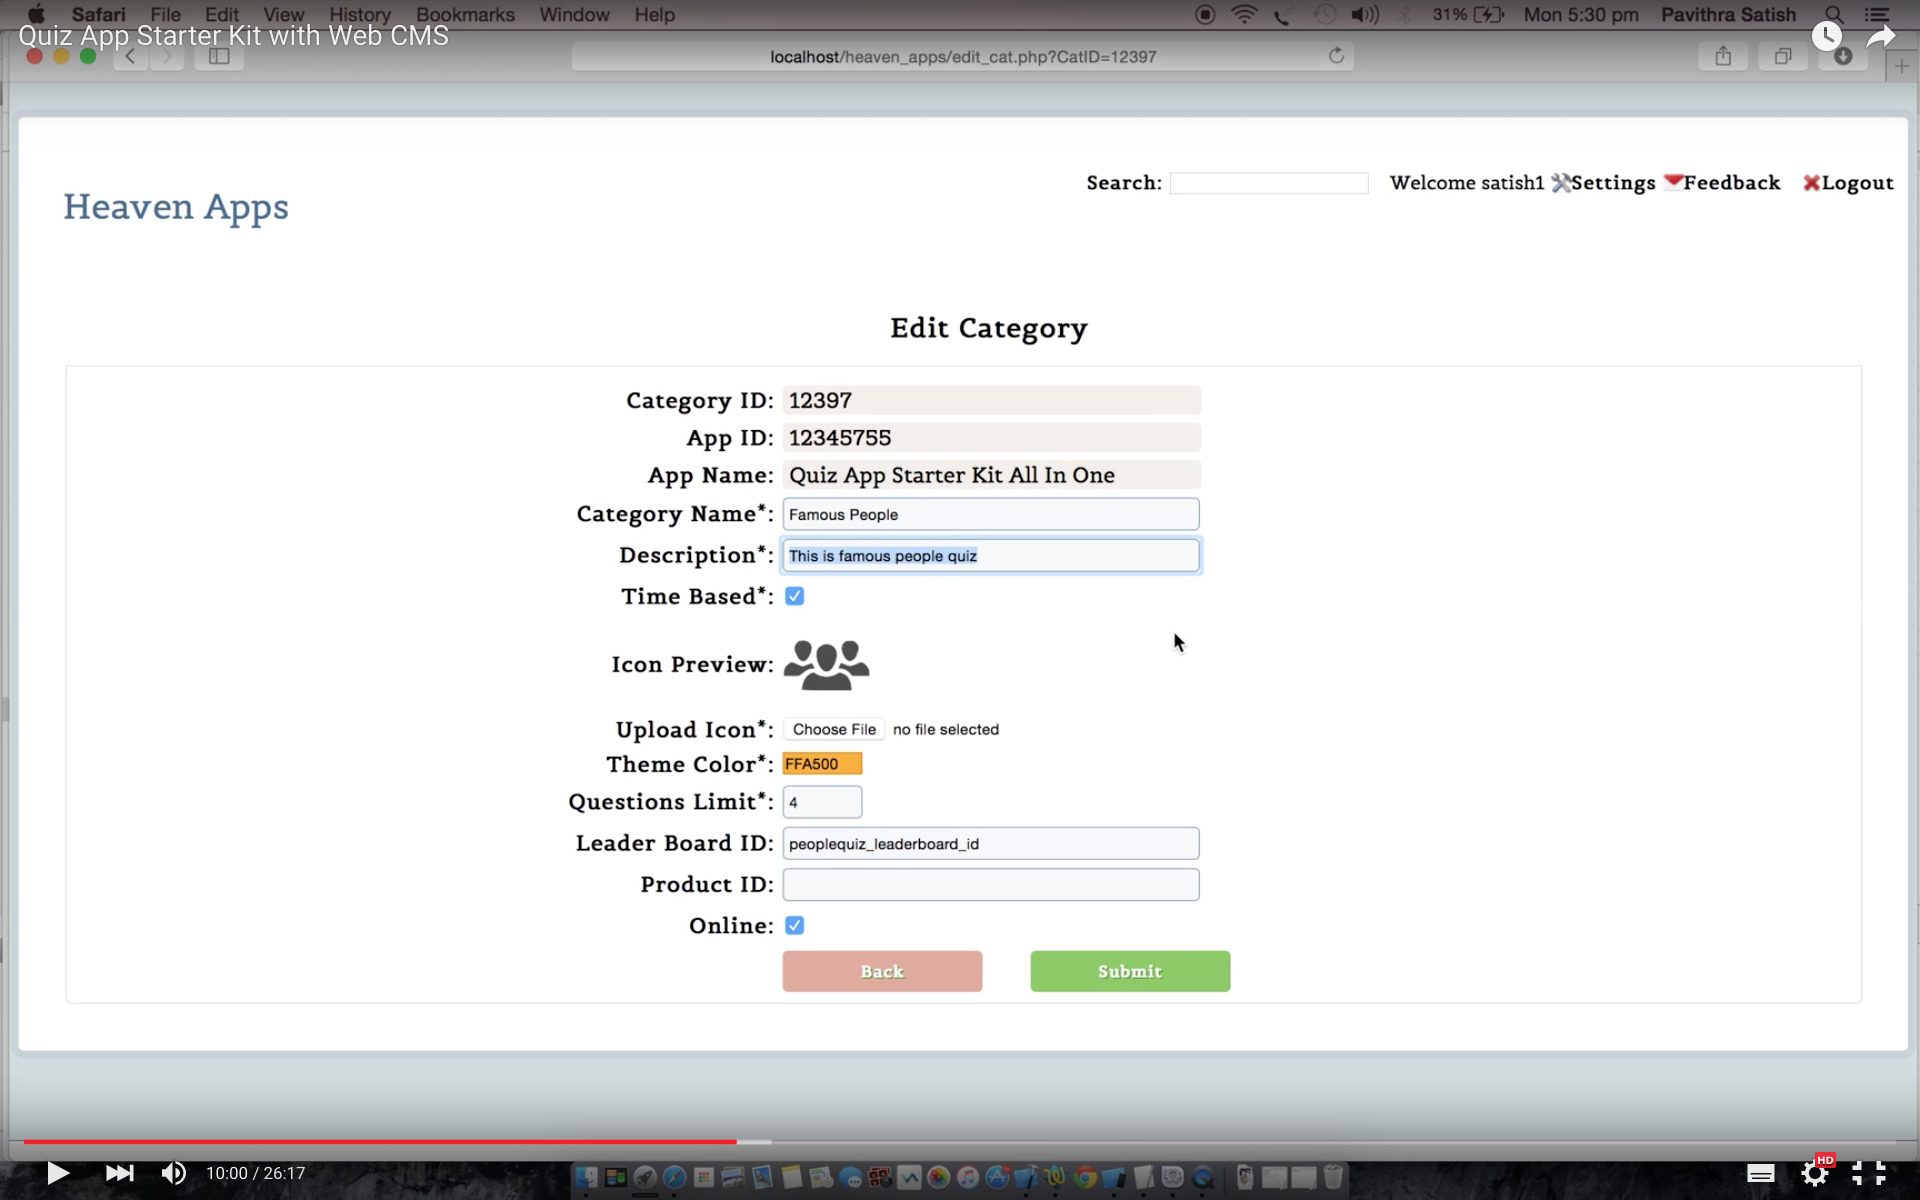 Safari File Edit View History Bookmarks Window Help 31% Mon 5:30 pm Pavithra Satish
Quiz App Starter Kit with Web CMS
localhost/heaven_apps/edit_cat.php?CatID=12397
Search: Welcome satish1 Settings Feedback Logout
Heaven Apps
Edit Category
Category ID: 12397
App ID: 12345755
App Name: Quiz App Starter Kit All In One
Category Name*: Famous People
Description*: This is famous people quiz
Time Based*:
Icon Preview:
Upload Icon*: Choose File no file selected
Theme Color*: FFA500
Questions Limit*: 4
Leader Board ID: peoplequiz_leaderboard_id
Product ID:
Online:
Back Submit
10:00 / 26:17 HD